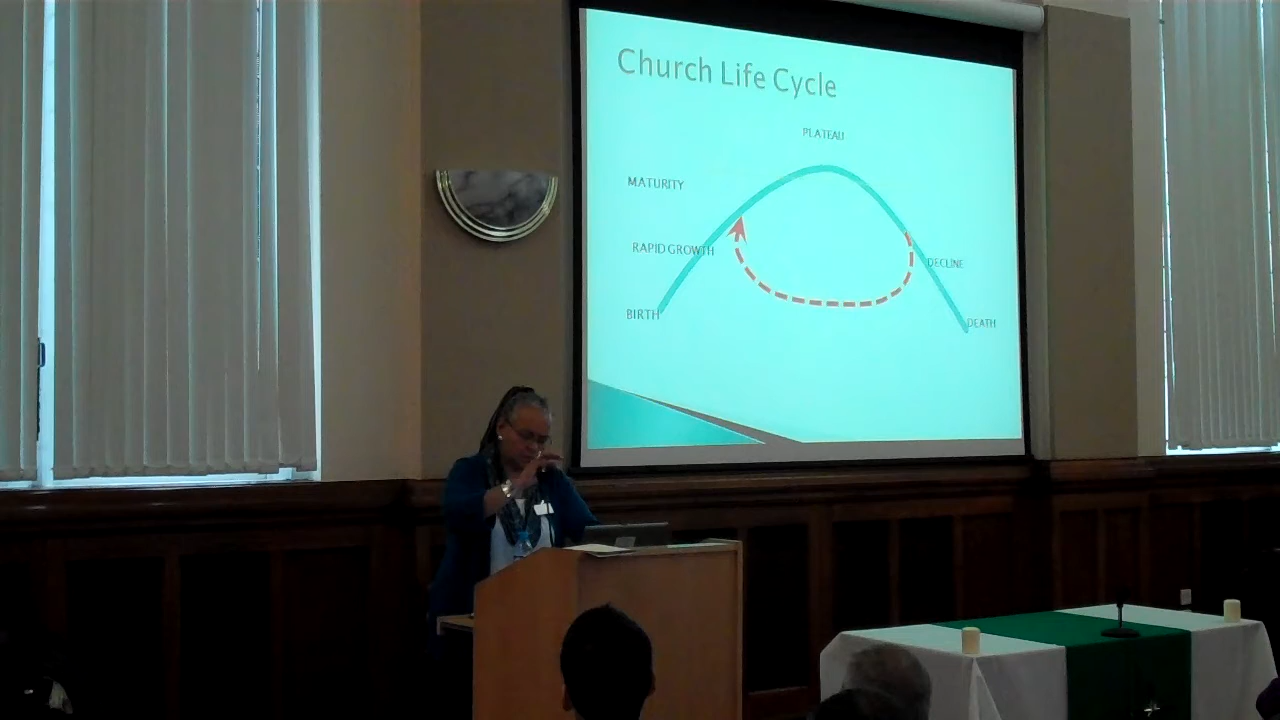 Church Life Cycle
PLATEAU
MATURITY
RAPID GROWTH
DECLINE
BIRTH
DEATH